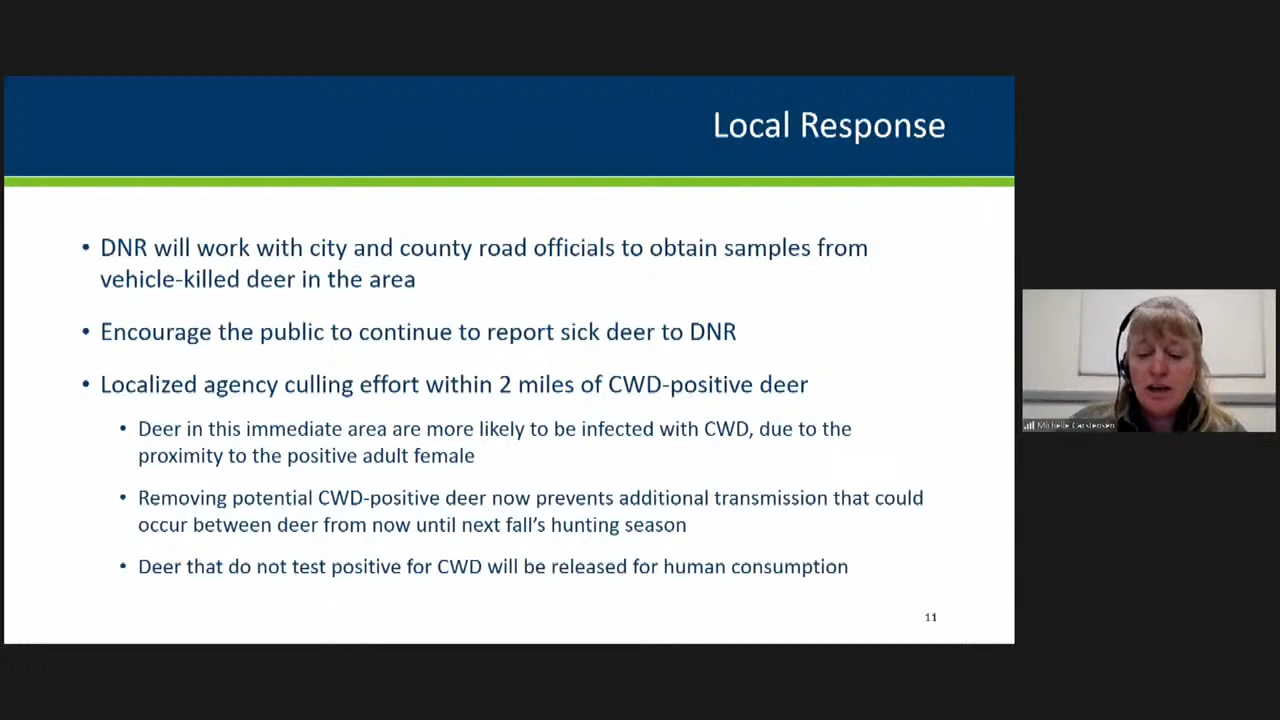 Local Response
• DNR will work with city and county road officials to obtain samples from
vehicle-killed deer in the area
• Encourage the public to continue to report sick deer to DNR
• Localized agency culling effort within 2 miles of CWD-positive deer
• Deer in this immediate area are more likely to be infected with CWD, due to the
proximity to the positive adult female
• Removing potential CWD-positive deer now prevents additional transmission that could
occur between deer from now until next fall’s hunting season
• Deer that do not test positive for CWD will be released for human consumption
11
Michelle Carstensen